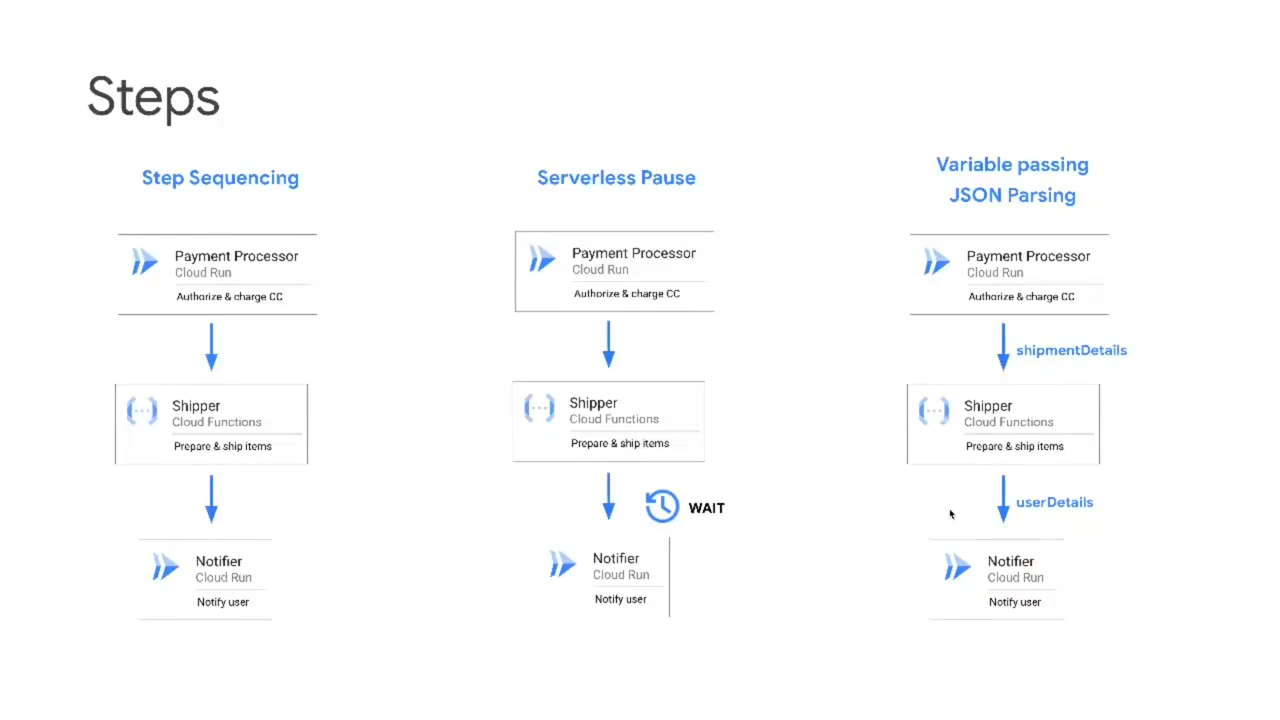 Steps
Step Sequencing
Payment Processor
Cloud Run
Authorize & charge CC
Shipper
Cloud Functions
Prepare & ship items
Notifier
Cloud Run
Notify user
Serverless Pause
Payment Processor
Cloud Run
Authorize & charge CC
Shipper
Cloud Functions
Prepare & ship items
WAIT
Notifier
Cloud Run
Notify user
Variable passing
JSON Parsing
Payment Processor
Cloud Run
Authorize & charge CC
shipmentDetails
Shipper
Cloud Functions
Prepare & ship items
userDetails
Notifier
Cloud Run
Notify user